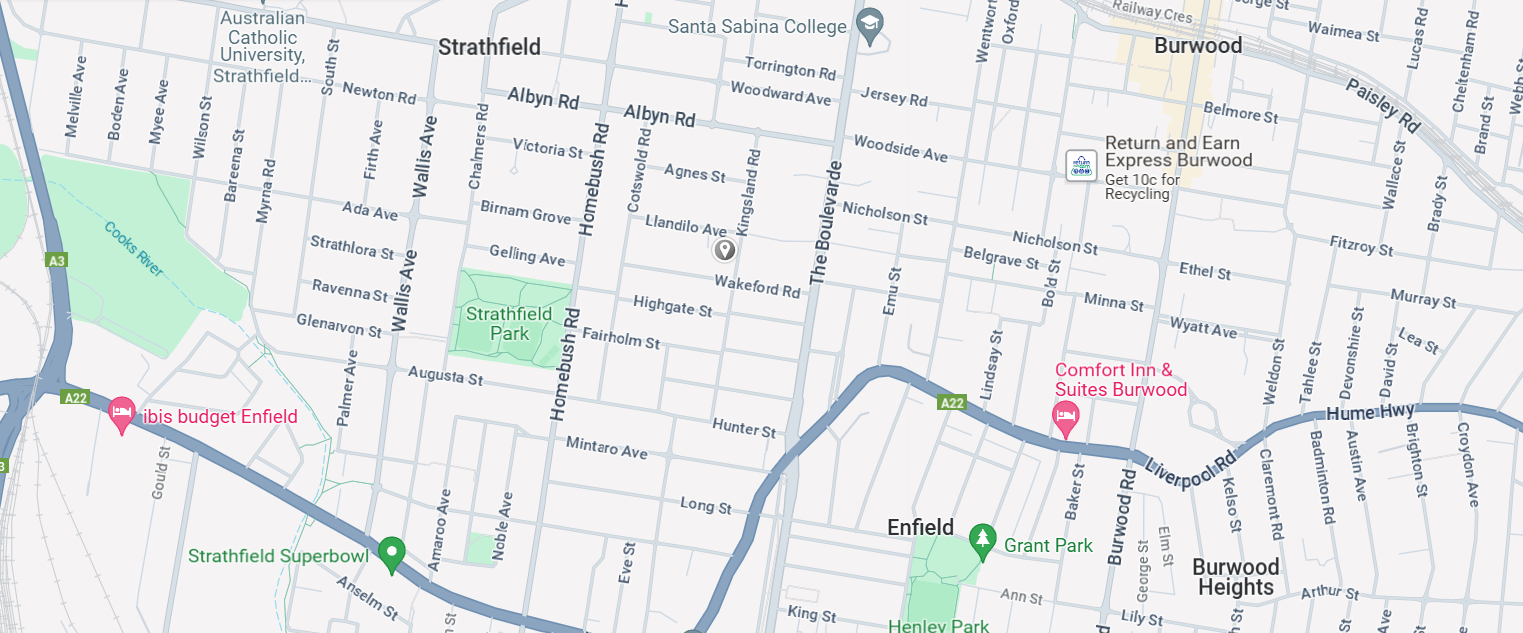 Australian
Catholic
University,
Strathfield...
Strathfield
Santa Sabina College
Railway Cres
Burwood
Waimea St
Lucas Rd
Cheltenham Rd
Oxford
Melville Ave
Boden Ave
Myee Ave
Wilson St
South St
Newton Rd
Albyn Rd
Albyn Rd
Torrington Rd
Woodward Ave
Jersey Rd
Belmore St
Paisley Rd
Brand St
Bareena St
Myrna Rd
Firth Ave
Wallis Ave
Chalmers Rd
Victoria St
Homebush Rd
Cotswold Rd
Agnes St
Kingsland Rd
The Boulevarde
Woodside Ave
Return and Earn
Express Burwood
Get 10c for
Recycling
return
and earn
Wallace St
Brady St
Ada Ave
Birnam Grove
Llandilo Ave
Nicholson St
Nicholson St
Cooks River
A3
Strathlora St
Gelling Ave
Belgrave St
Bold St
Ethel St
Fitzroy St
Ravenna St
Wallis Ave
Wakeford Rd
Highgate St
Emu St
Minna St
Murray St
Glenarvon St
Strathfield
Park
Homebush Rd
Fairholm St
Wyatt Ave
Lea St
Devonshire St
David St
Tahlee St
Weldon St
Lindsay St
Palmer Ave
Augusta St
Comfort Inn &
Suites Burwood
A22
A22
ibis budget Enfield
Hunter St
Hume Hwy
Mintaro Ave
Liverpool Rd
Gould St
Long St
Amaroo Ave
Noble Ave
Baker St
Burwood Rd
Kelso St
Claremont Rd
Badminton Rd
Austin Ave
Brighton St
Croydon Ave
Enfield
Grant Park
Elm St
George St
Burwood
Heights
Strathfield Superbowl
Eve St
Anselm St
Ann St
Arthur St
King St
Lily St
Henley Park